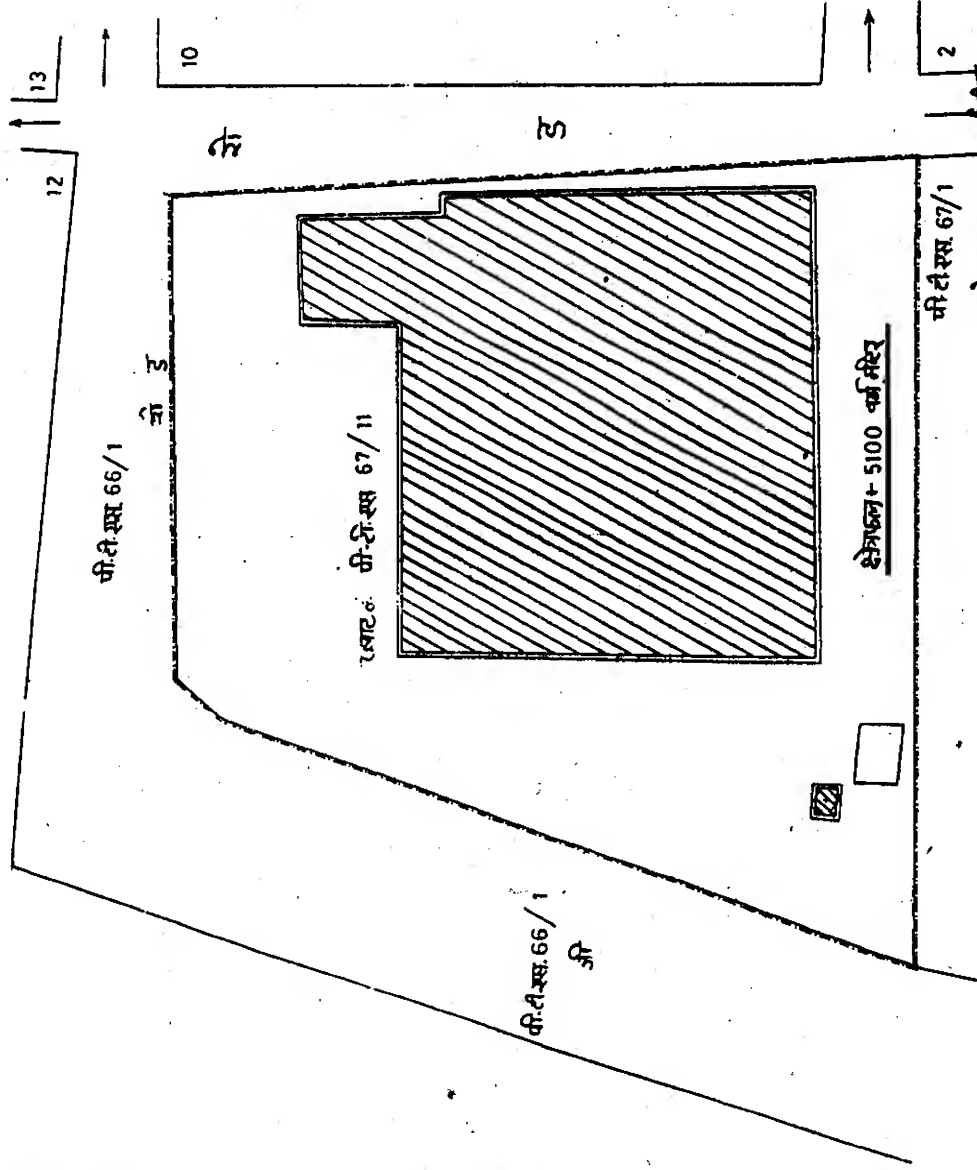 13
12
10
2
रो
ड
पी.टी.एस. 66/1
रो ड
प्लाट नं. पी.टी.एस 67/11
क्षेत्रफल + 5100 वर्ग मीटर
पी.टी.एस. 67/1
पी.टी.एस. 66/1